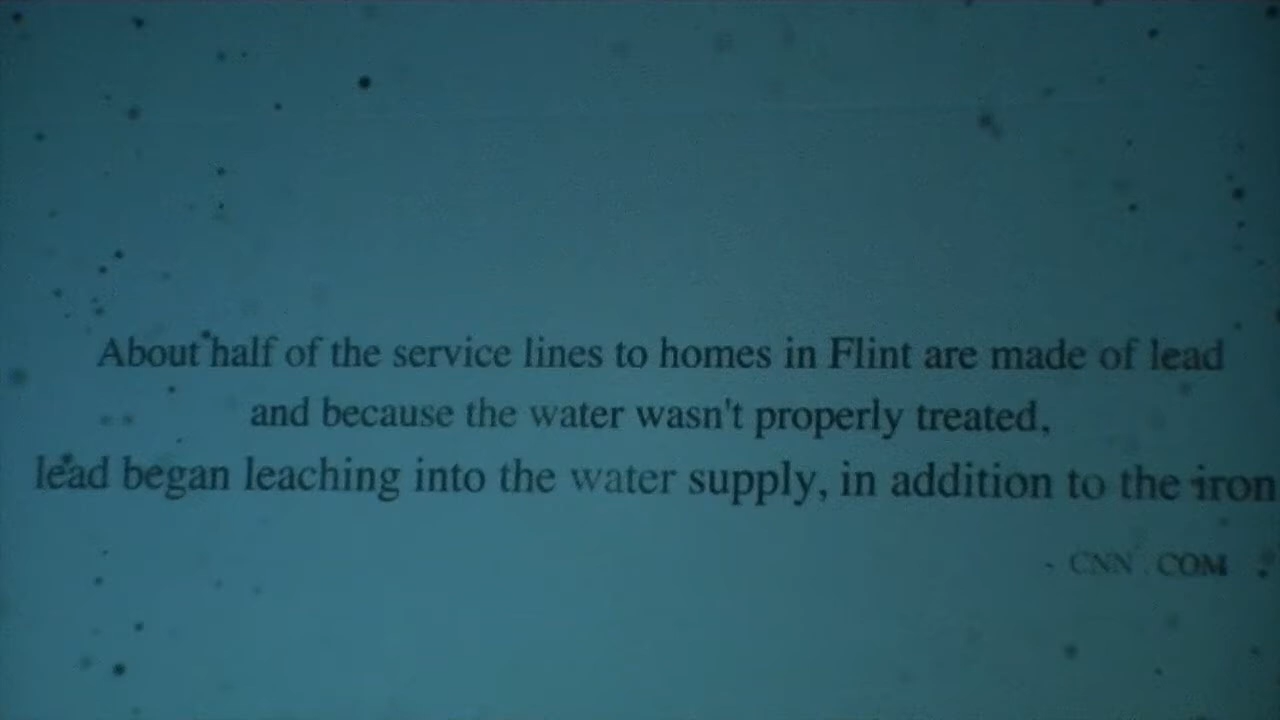 About half of the service lines to homes in Flint are made of lead
and because the water wasn't properly treated,
lead began leaching into the water supply, in addition to the iron
- CNN . COM